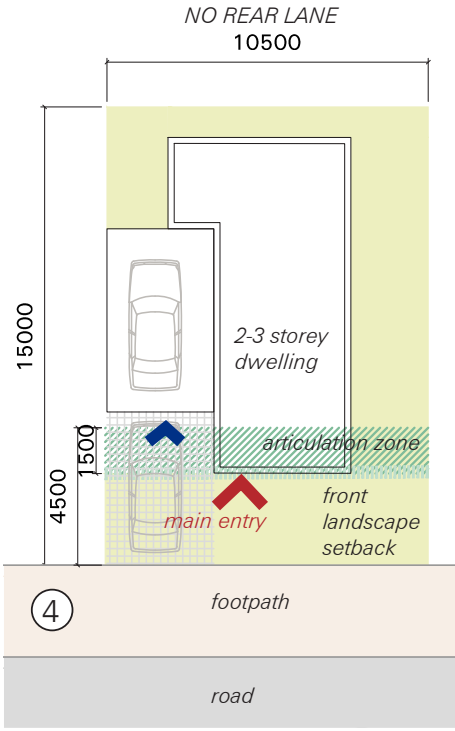 NO REAR LANE
10500
15000
2-3 storey
dwelling
1500
articulation zone
4500
front
landscape
setback
main entry
4
footpath
road